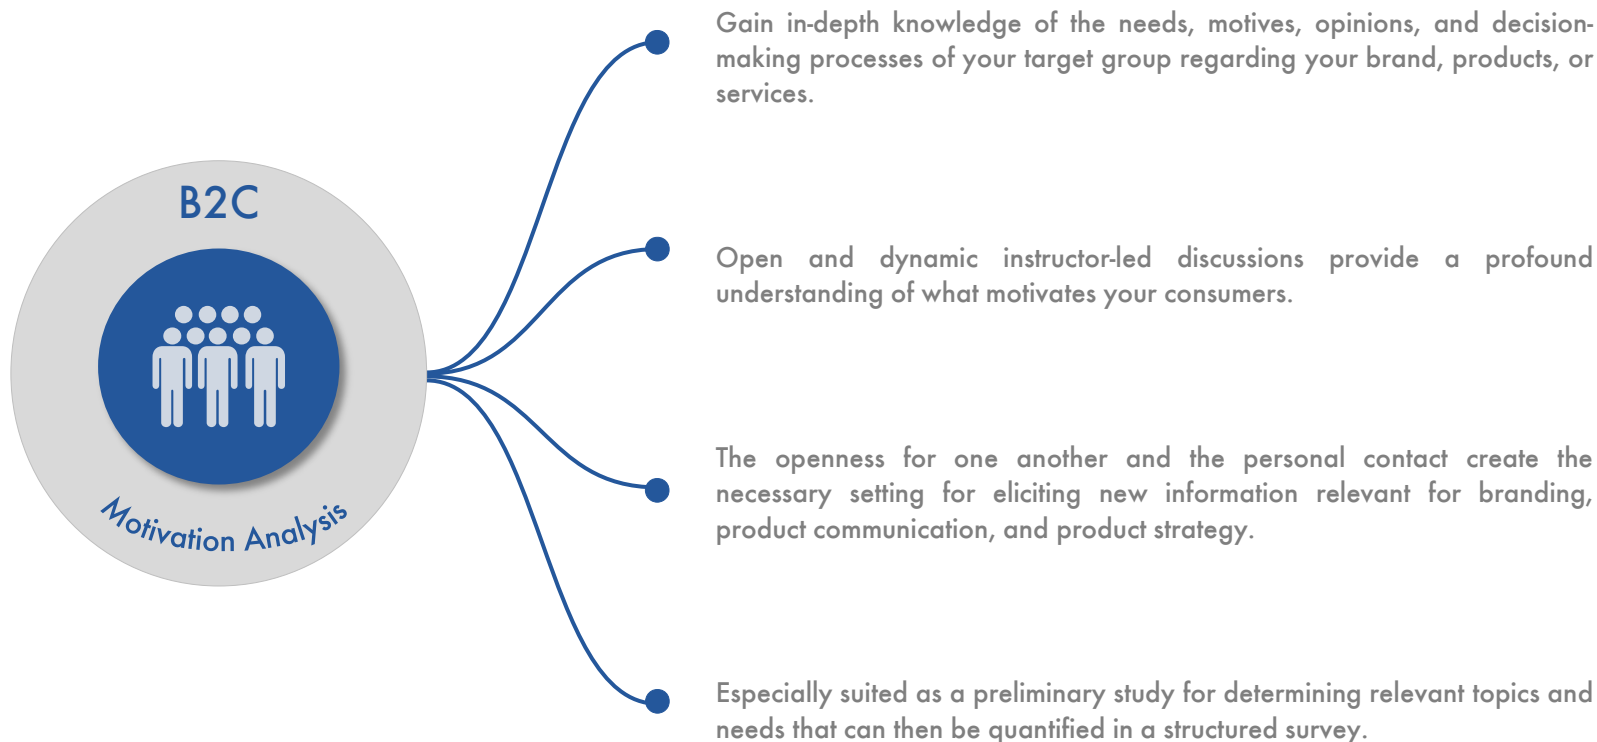 B2C
Motivation Analysis
Gain in-depth knowledge of the needs, motives, opinions, and decision-
making processes of your target group regarding your brand, products, or
services.
Open and dynamic instructor-led discussions provide a profound
understanding of what motivates your consumers.
The openness for one another and the personal contact create the
necessary setting for eliciting new information relevant for branding,
product communication, and product strategy.
Especially suited as a preliminary study for determining relevant topics and
needs that can then be quantified in a structured survey.